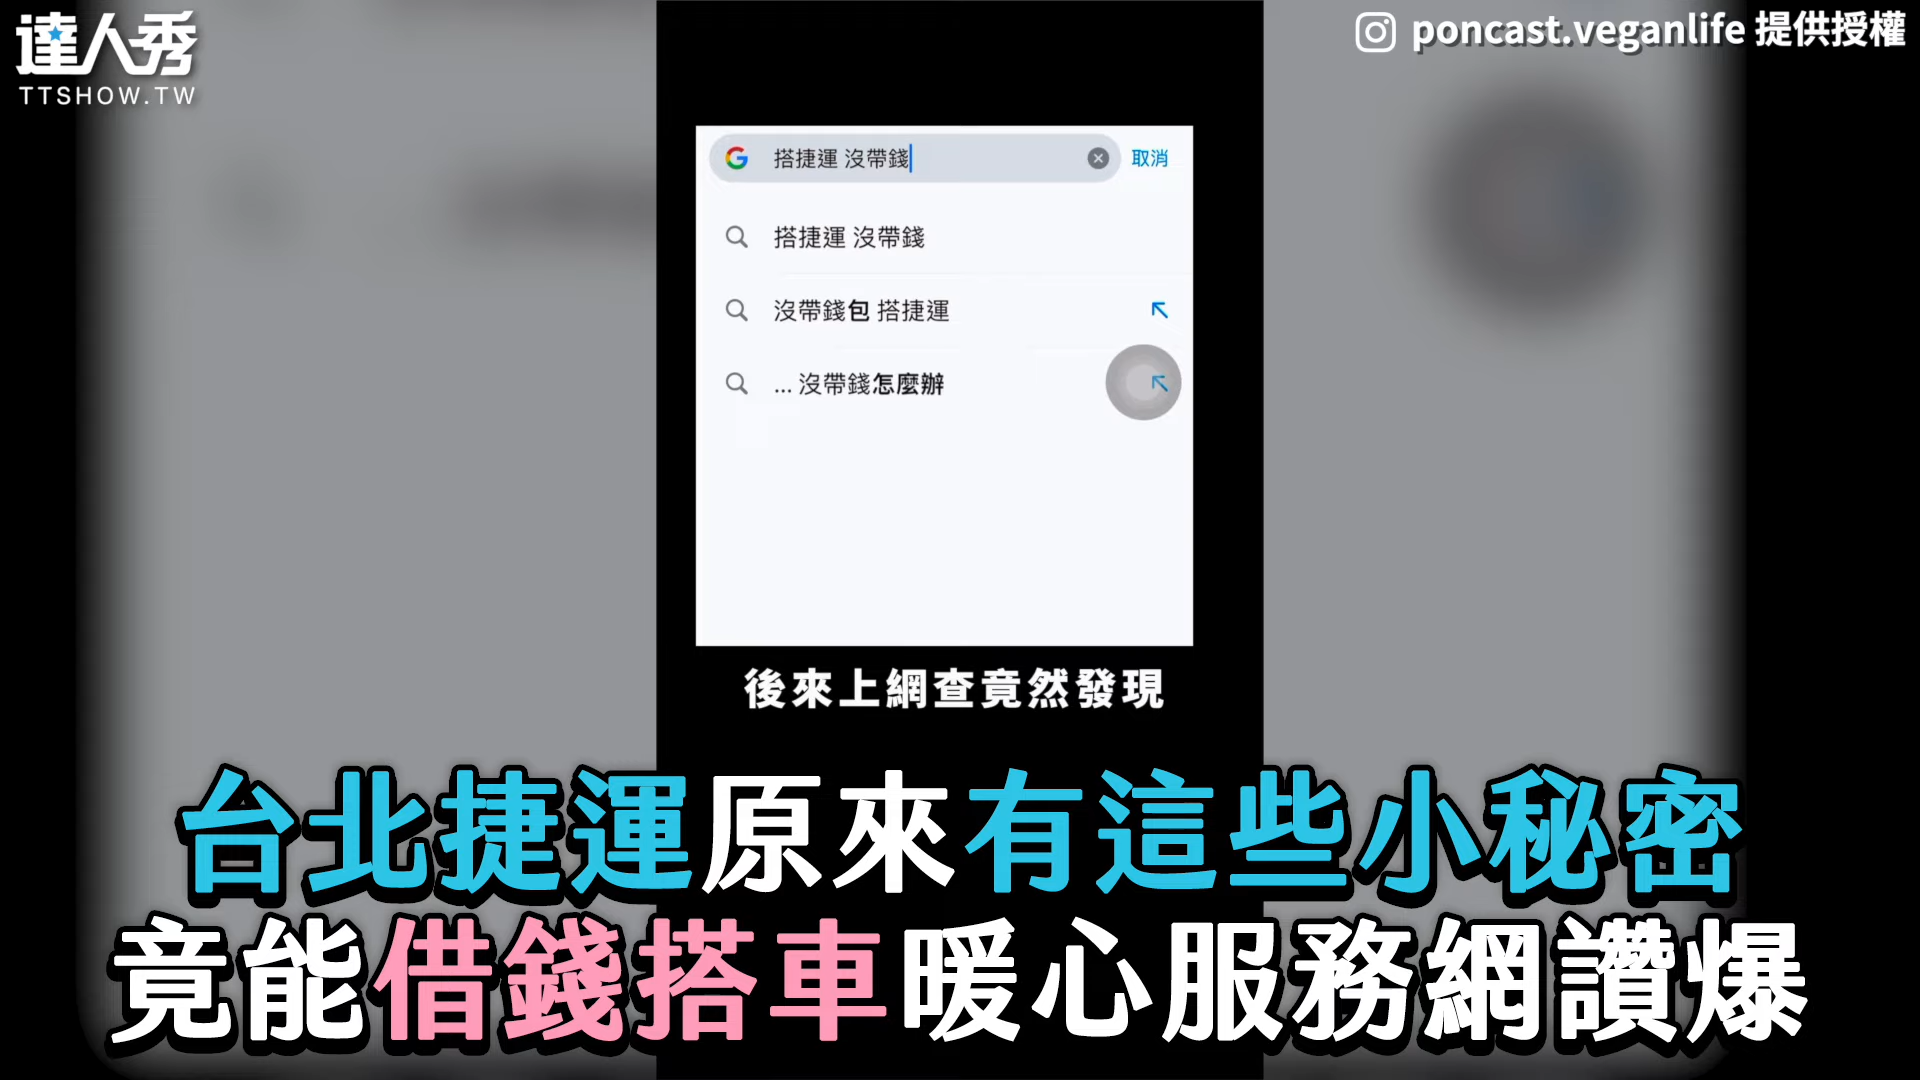 達人秀
TTSHOW.TW
poncast.veganlife 提供授權
搭捷運 沒帶錢
取消
搭捷運 沒帶錢
沒帶錢包 搭捷運
... 沒帶錢怎麼辦
後來上網查竟然發現
台北捷運原來有這些小秘密
竟能借錢搭車暖心服務網讚爆